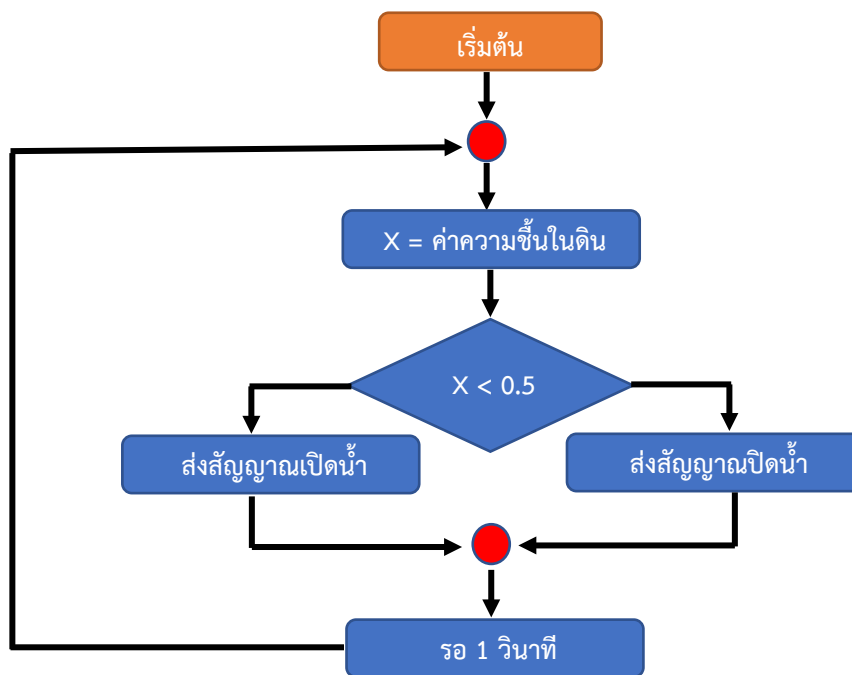 เริ่มต้น
X = ค่าความชื้นในดิน
X < 0.5
ส่งสัญญาณเปิดน้ำ
ส่งสัญญาณปิดน้ำ
รอ 1 วินาที